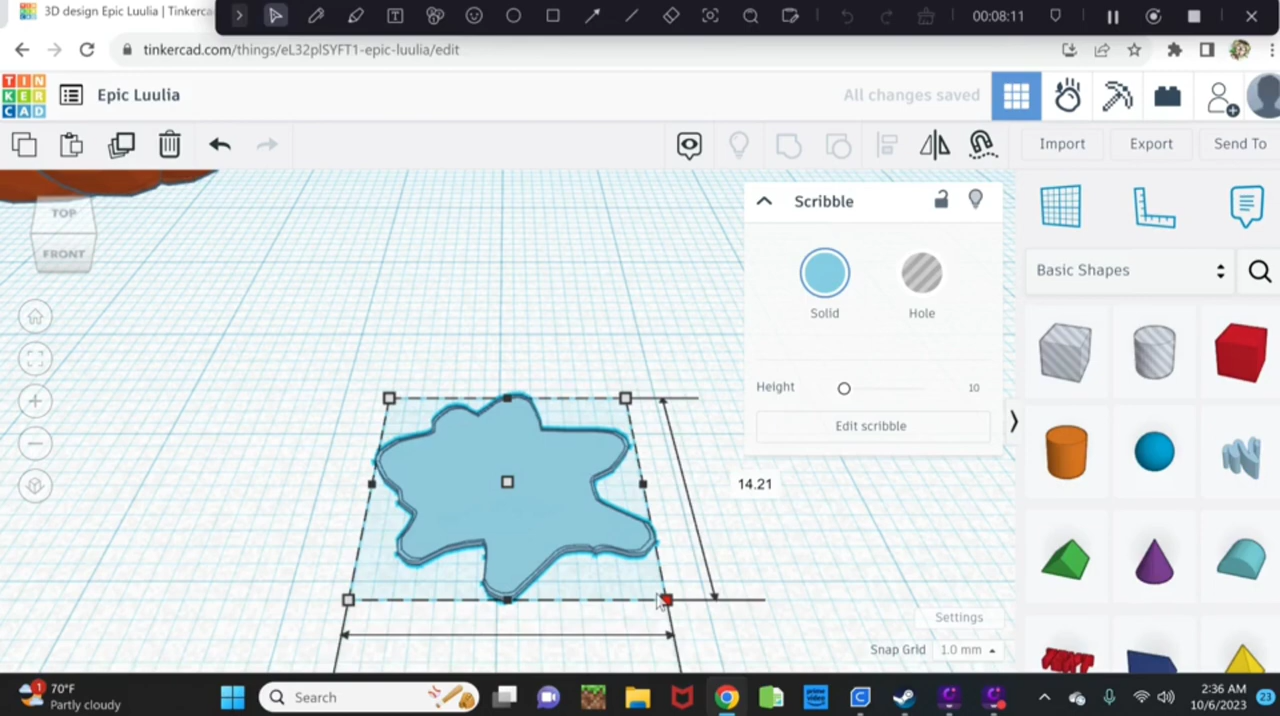 3D design Epic Luulia | Tinkerca
00:08:11
tinkercad.com/things/eL32plSYFT1-epic-luulia/edit
TIN
KER
CAD
Epic Luulia
All changes saved
Import
Export
Send To
TOP
FRONT
Scribble
Solid
Hole
Height
10
Edit scribble
Basic Shapes
14.21
Settings
Snap Grid
1.0 mm
1
70°F
Partly cloudy
Search
2:36 AM
10/6/2023
23